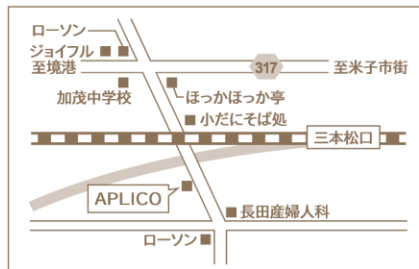 ローソン
ジョイフル
至境港
317
至米子市街
加茂中学校
ほっかほっか亭
小だにそば処
三本松口
APLICO
長田産婦人科
ローソン